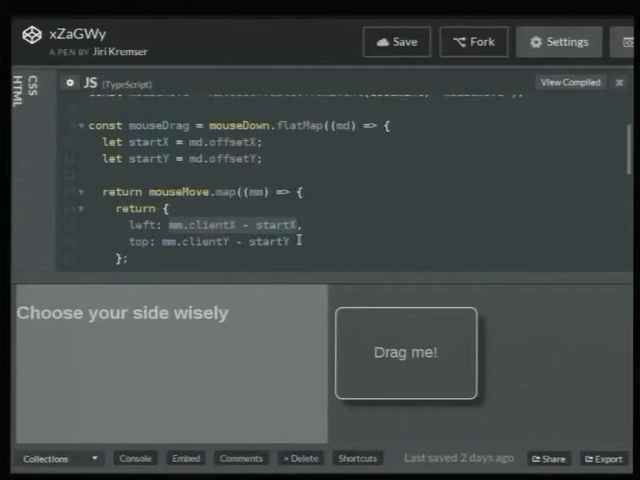 xZaGWy
A PEN BY Jiri Kremser
Save
Fork
Settings
HTML
CSS
JS (TypeScript)
View Compiled
const mouseDrag = mouseDown.flatMap((md) => {
let startX = md.offsetX;
let startY = md.offsetY;
return mouseMove.map((mm) => {
return {
left: mm.clientX - startX,
top: mm.clientY - startY
};
Choose your side wisely
Drag me!
Collections
Console
Embed
Comments
× Delete
Shortcuts
Last saved 2 days ago
Share
Export